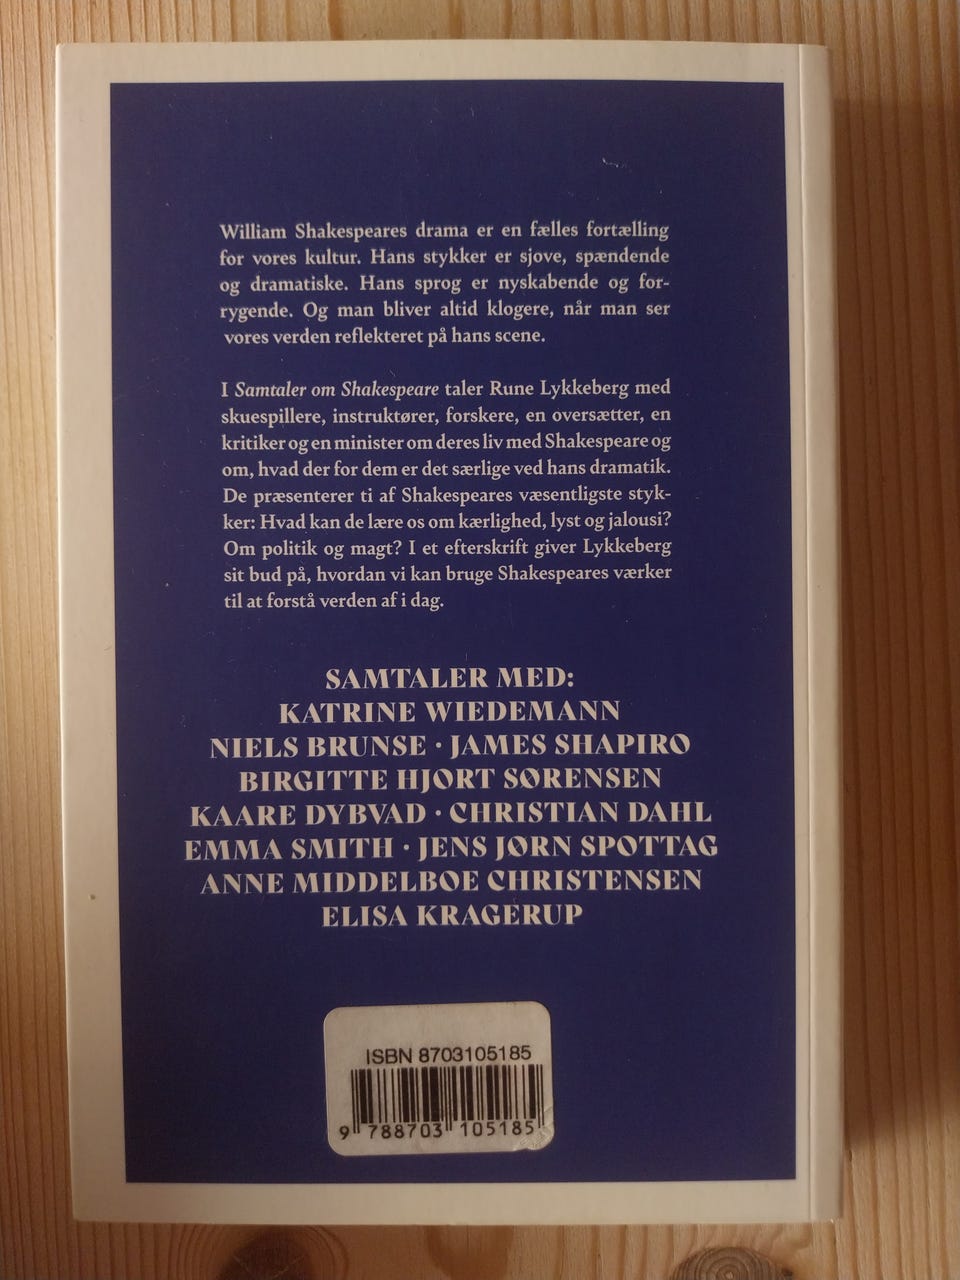 William Shakespeares drama er en fælles fortælling
for vores kultur. Hans stykker er sjove, spændende
og dramatiske. Hans sprog er nyskabende og for-
rygende. Og man bliver altid klogere, når man ser
vores verden reflekteret på hans scene.
I Samtaler om Shakespeare taler Rune Lykkeberg med
skuespillere, instruktører, forskere, en oversætter, en
kritiker og en minister om deres liv med Shakespeare og
om, hvad der for dem er det særlige ved hans dramatik.
De præsenterer ti af Shakespeares væsentligste styk-
ker: Hvad kan de lære os om kærlighed, lyst og jalousi?
Om politik og magt? I et efterskrift giver Lykkeberg
sit bud på, hvordan vi kan bruge Shakespeares værker
til at forstå verden af i dag.
SAMTALER MED:
KATRINE WIEDEMANN
NIELS BRUNSE · JAMES SHAPIRO
BIRGITTE HJORT SØRENSEN
KAARE DYBVAD · CHRISTIAN DAHL
EMMA SMITH · JENS JØRN SPOTTAG
ANNE MIDDELBOE CHRISTENSEN
ELISA KRAGERUP
ISBN 8703105185
9 788703 105185